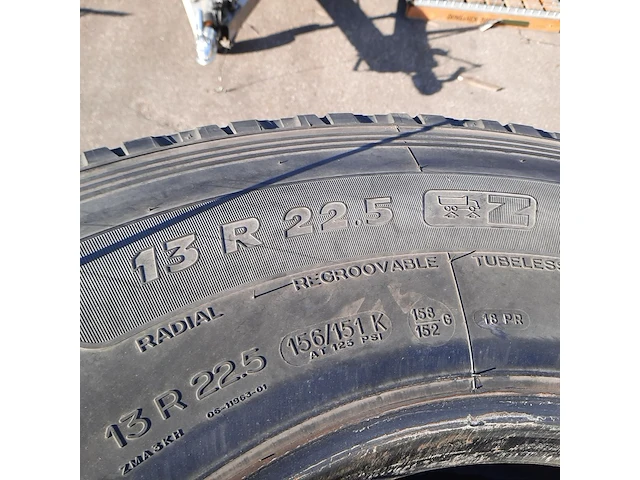 13 R 22.5 Z
REGROOVABLE TUBELESS
RADIAL
156/151 K
AT 123 PSI
158
152 G
18 PR
13 R 22.5
06-11963-01
ZMA3KH